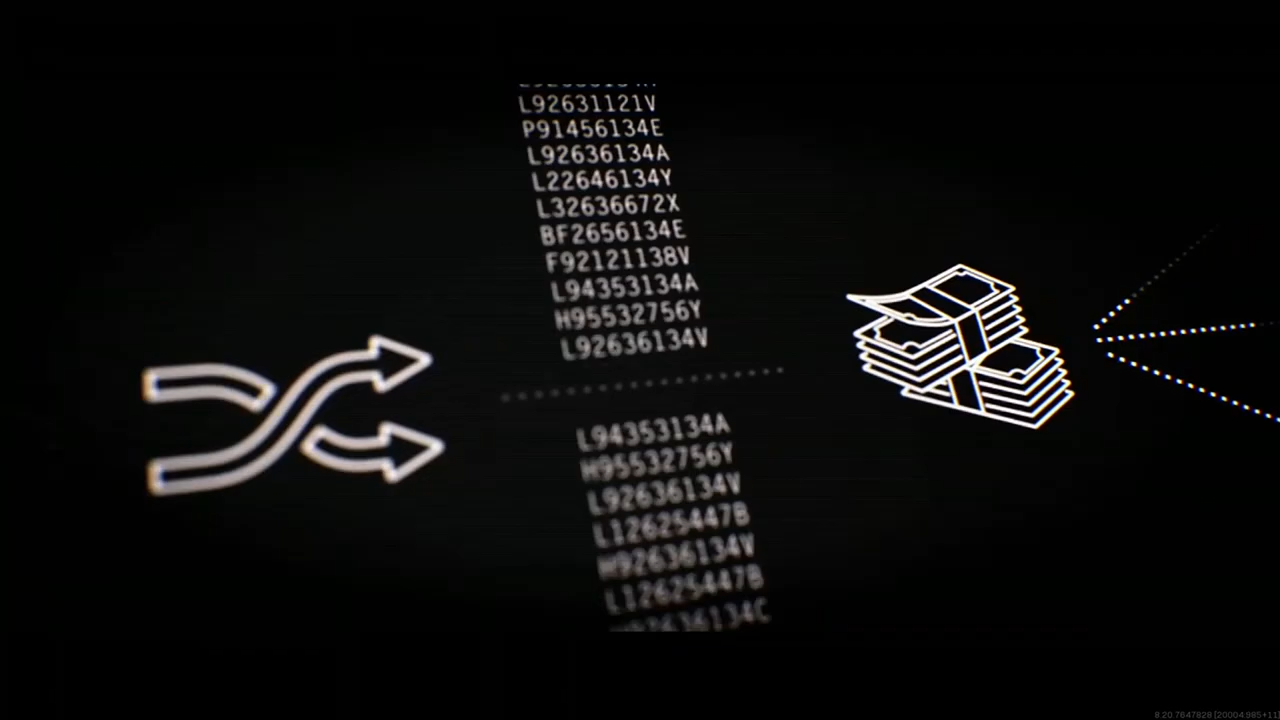 L92631121V
P91456134E
L92636134A
L22646134Y
L32636672X
BF2656134E
F92121138V
L94353134A
H95532756Y
L92636134V
L94353134A
H95532756Y
L92636134V
L12625447B
H92636134V
L12625447B